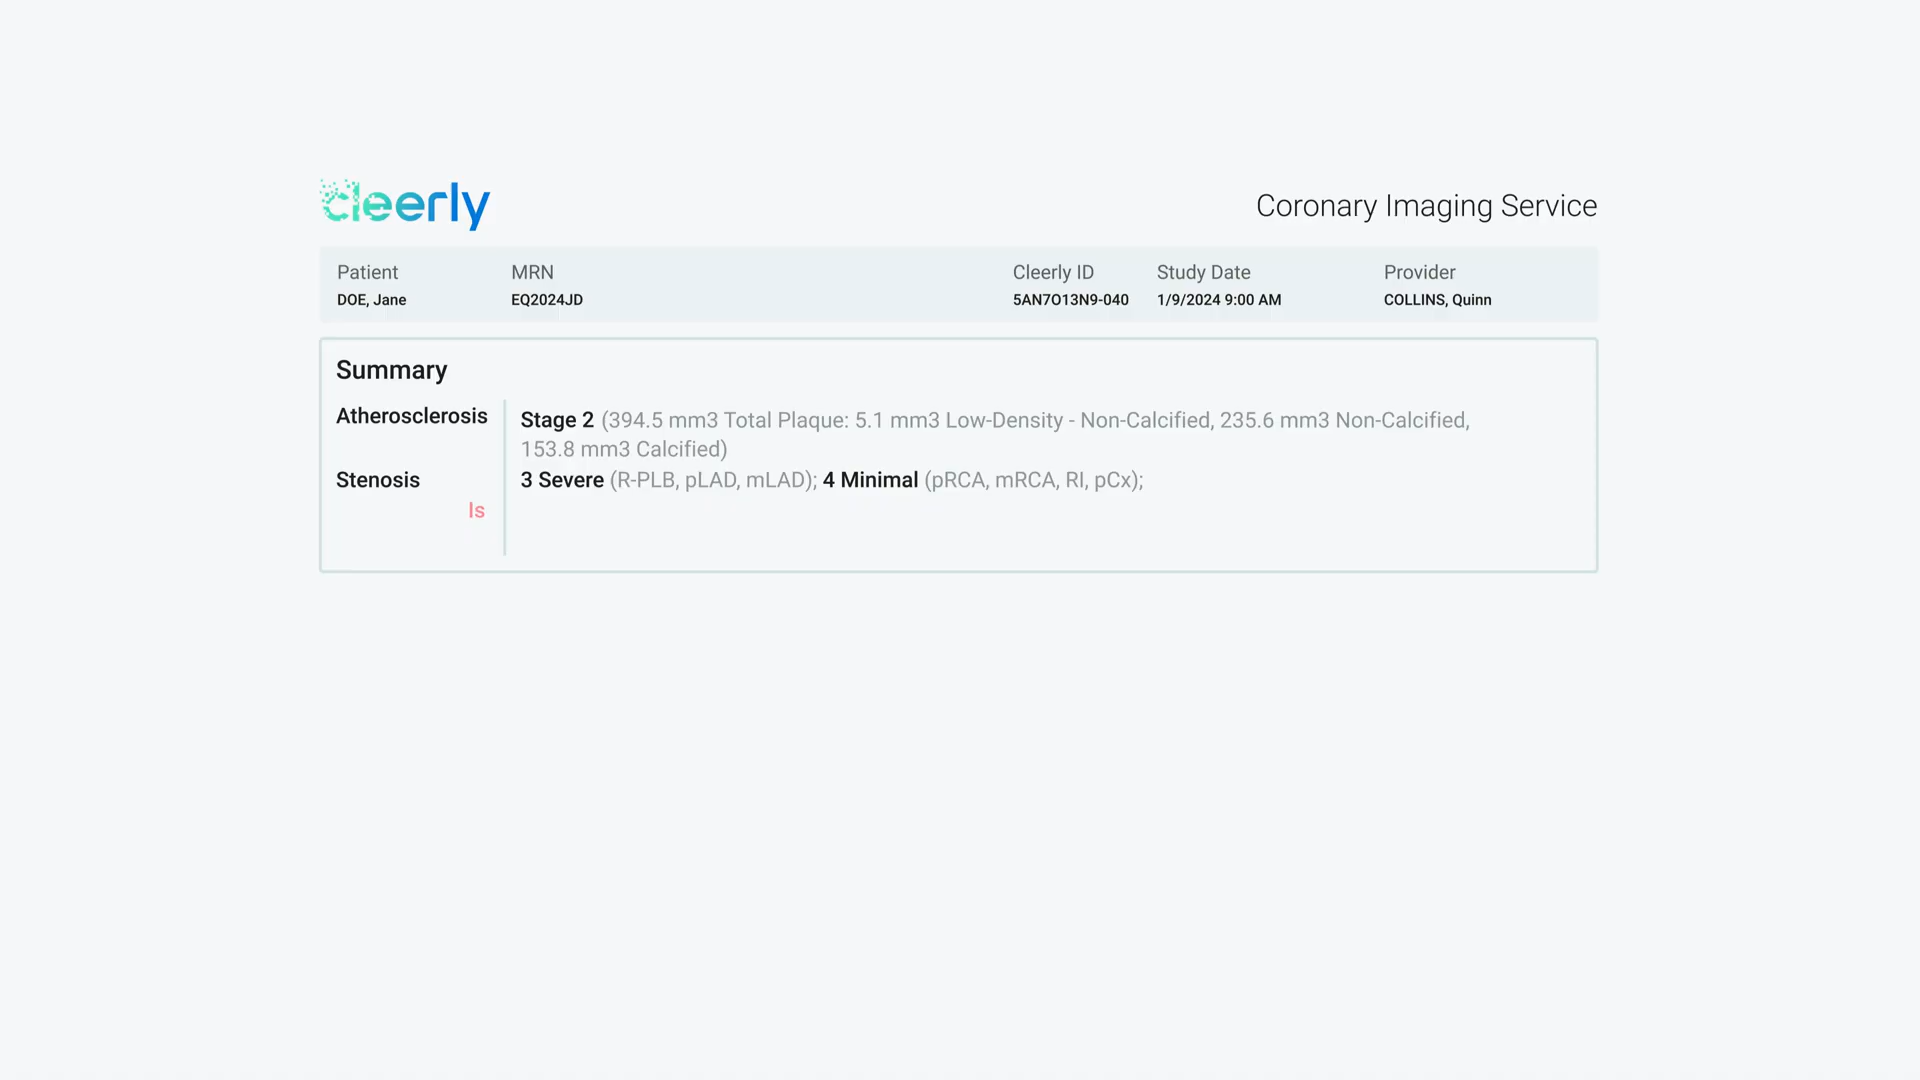 cleerly
Coronary Imaging Service
Patient
MRN
Cleerly ID
Study Date
Provider
DOE, Jane
EQ2024JD
5AN7O13N9-040
1/9/2024 9:00 AM
COLLINS, Quinn
Summary
Atherosclerosis
Stage 2 (394.5 mm3 Total Plaque: 5.1 mm3 Low-Density - Non-Calcified, 235.6 mm3 Non-Calcified,
153.8 mm3 Calcified)
Stenosis
3 Severe (R-PLB, pLAD, mLAD); 4 Minimal (pRCA, mRCA, RI, pCx);
Is